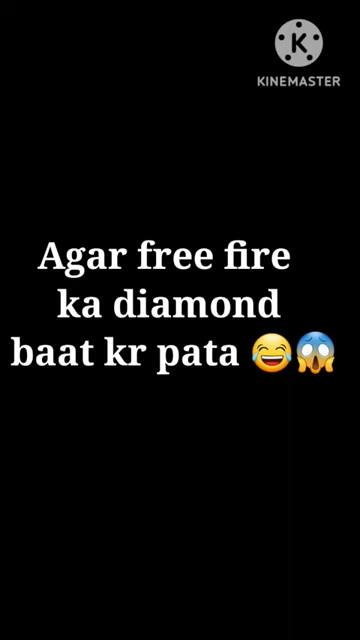 KINEMASTER
Agar free fire
ka diamond
baat kr pata 😂😱